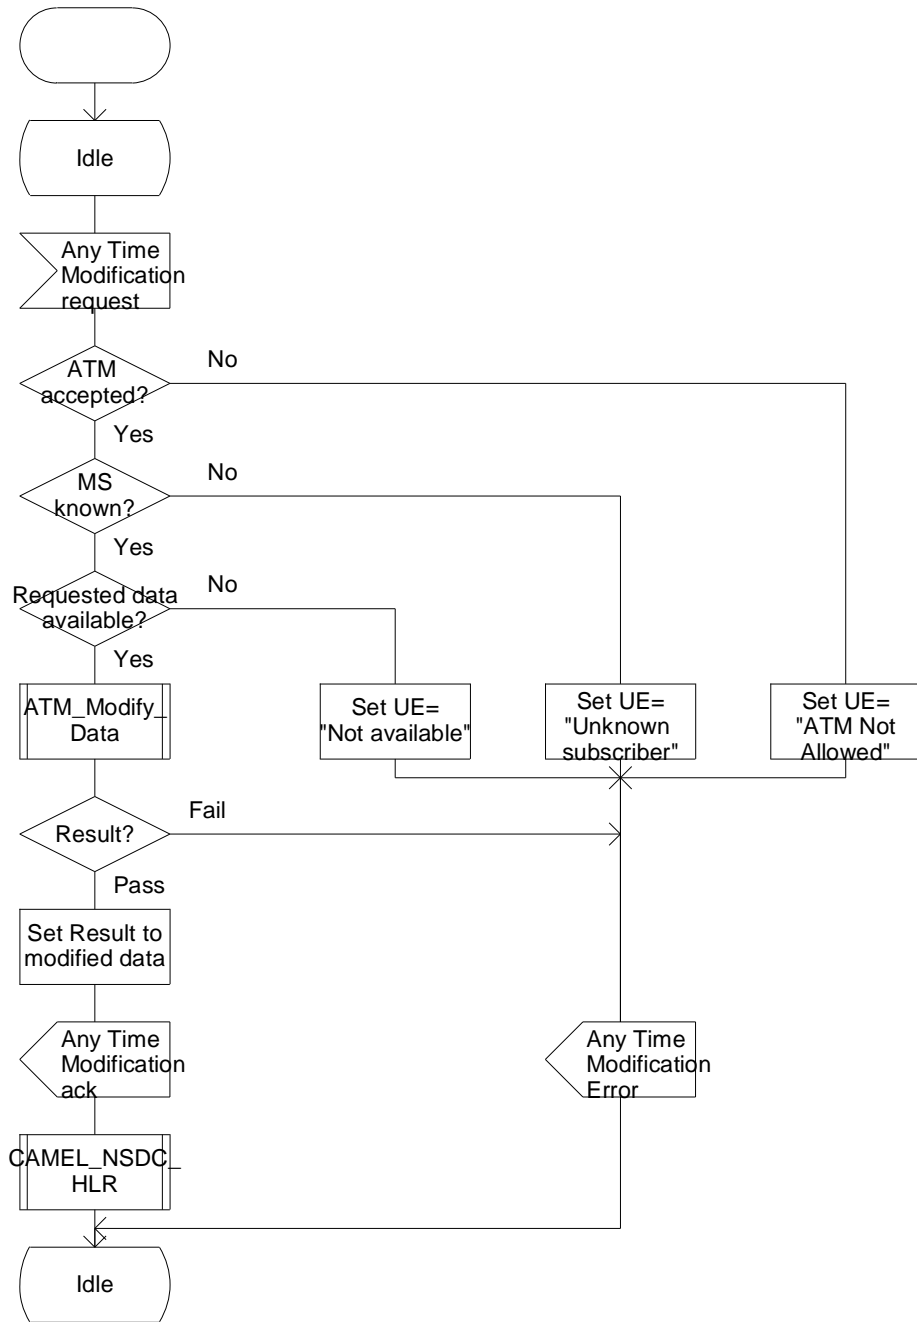 Idle
Any Time
Modification
request
ATM
accepted?
No
Yes
MS
known?
No
Yes
Requested data
available?
No
Yes
ATM_Modify_
Data
Set UE=
"Not available"
Set UE=
"Unknown
subscriber"
Set UE=
"ATM Not
Allowed"
Result?
Fail
Pass
Set Result to
modified data
Any Time
Modification
ack
Any Time
Modification
Error
CAMEL_NSDC_
HLR
Idle